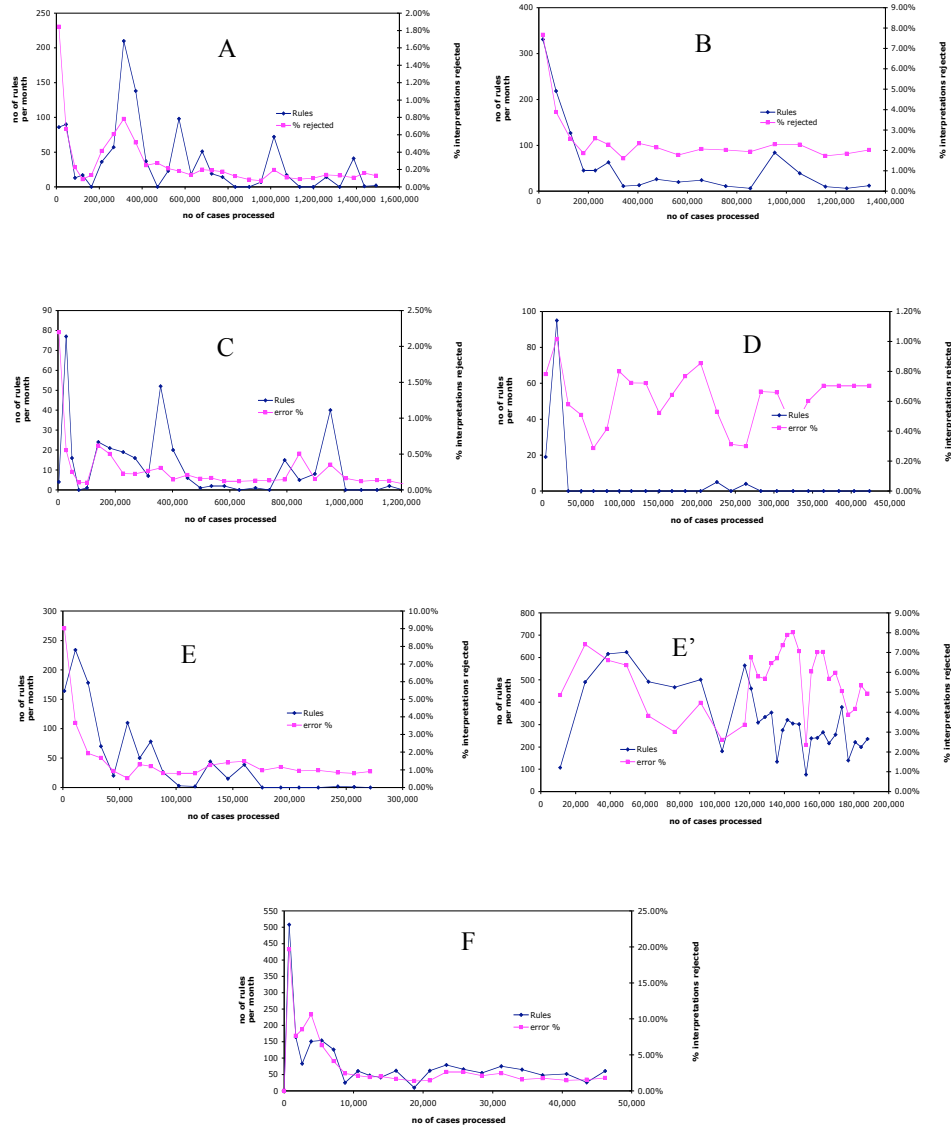 A
250
200
150
100
50
0
no of rules
per month
2.00%
1.80%
1.60%
1.40%
1.20%
1.00%
0.80%
0.60%
0.40%
0.20%
0.00%
% interpretations rejected
Rules
% rejected
0 200,000 400,000 600,000 800,000 1,000,000 1,200,000 1,400,000 1,600,000
no of cases processed
B
400
300
200
100
0
no of rules
per month
9.00%
8.00%
7.00%
6.00%
5.00%
4.00%
3.00%
2.00%
1.00%
0.00%
% interpretations rejected
Rules
% rejected
0 200,000 400,000 600,000 800,000 1,000,000 1,200,000 1,400,000
no of cases processed
C
90
80
70
60
50
40
30
20
10
0
no of rules
per month
2.50%
2.00%
1.50%
1.00%
0.50%
0.00%
% interpretations rejected
Rules
error %
0 200,000 400,000 600,000 800,000 1,000,000 1,200,000
no of cases processed
D
100
80
60
40
20
0
no of rules
per month
1.20%
1.00%
0.80%
0.60%
0.40%
0.20%
0.00%
% interpretations rejected
Rules
error %
0 50,000 100,000 150,000 200,000 250,000 300,000 350,000 400,000 450,000
no of cases processed
E
300
250
200
150
100
50
0
no of rules
per month
10.00%
9.00%
8.00%
7.00%
6.00%
5.00%
4.00%
3.00%
2.00%
1.00%
0.00%
% interpretations rejected
Rules
error %
0 50,000 100,000 150,000 200,000 250,000 300,000
no of cases processed
E’
800
700
600
500
400
300
200
100
0
no of rules
per month
9.00%
8.00%
7.00%
6.00%
5.00%
4.00%
3.00%
2.00%
1.00%
0.00%
% interpretations rejected
Rules
error %
0 20,000 40,000 60,000 80,000 100,000 120,000 140,000 160,000 180,000 200,000
no of cases processed
F
550
500
450
400
350
300
250
200
150
100
50
0
no of rules
per month
25.00%
20.00%
15.00%
10.00%
5.00%
0.00%
% interpretations rejected
Rules
error %
0 10,000 20,000 30,000 40,000 50,000
no of cases processed